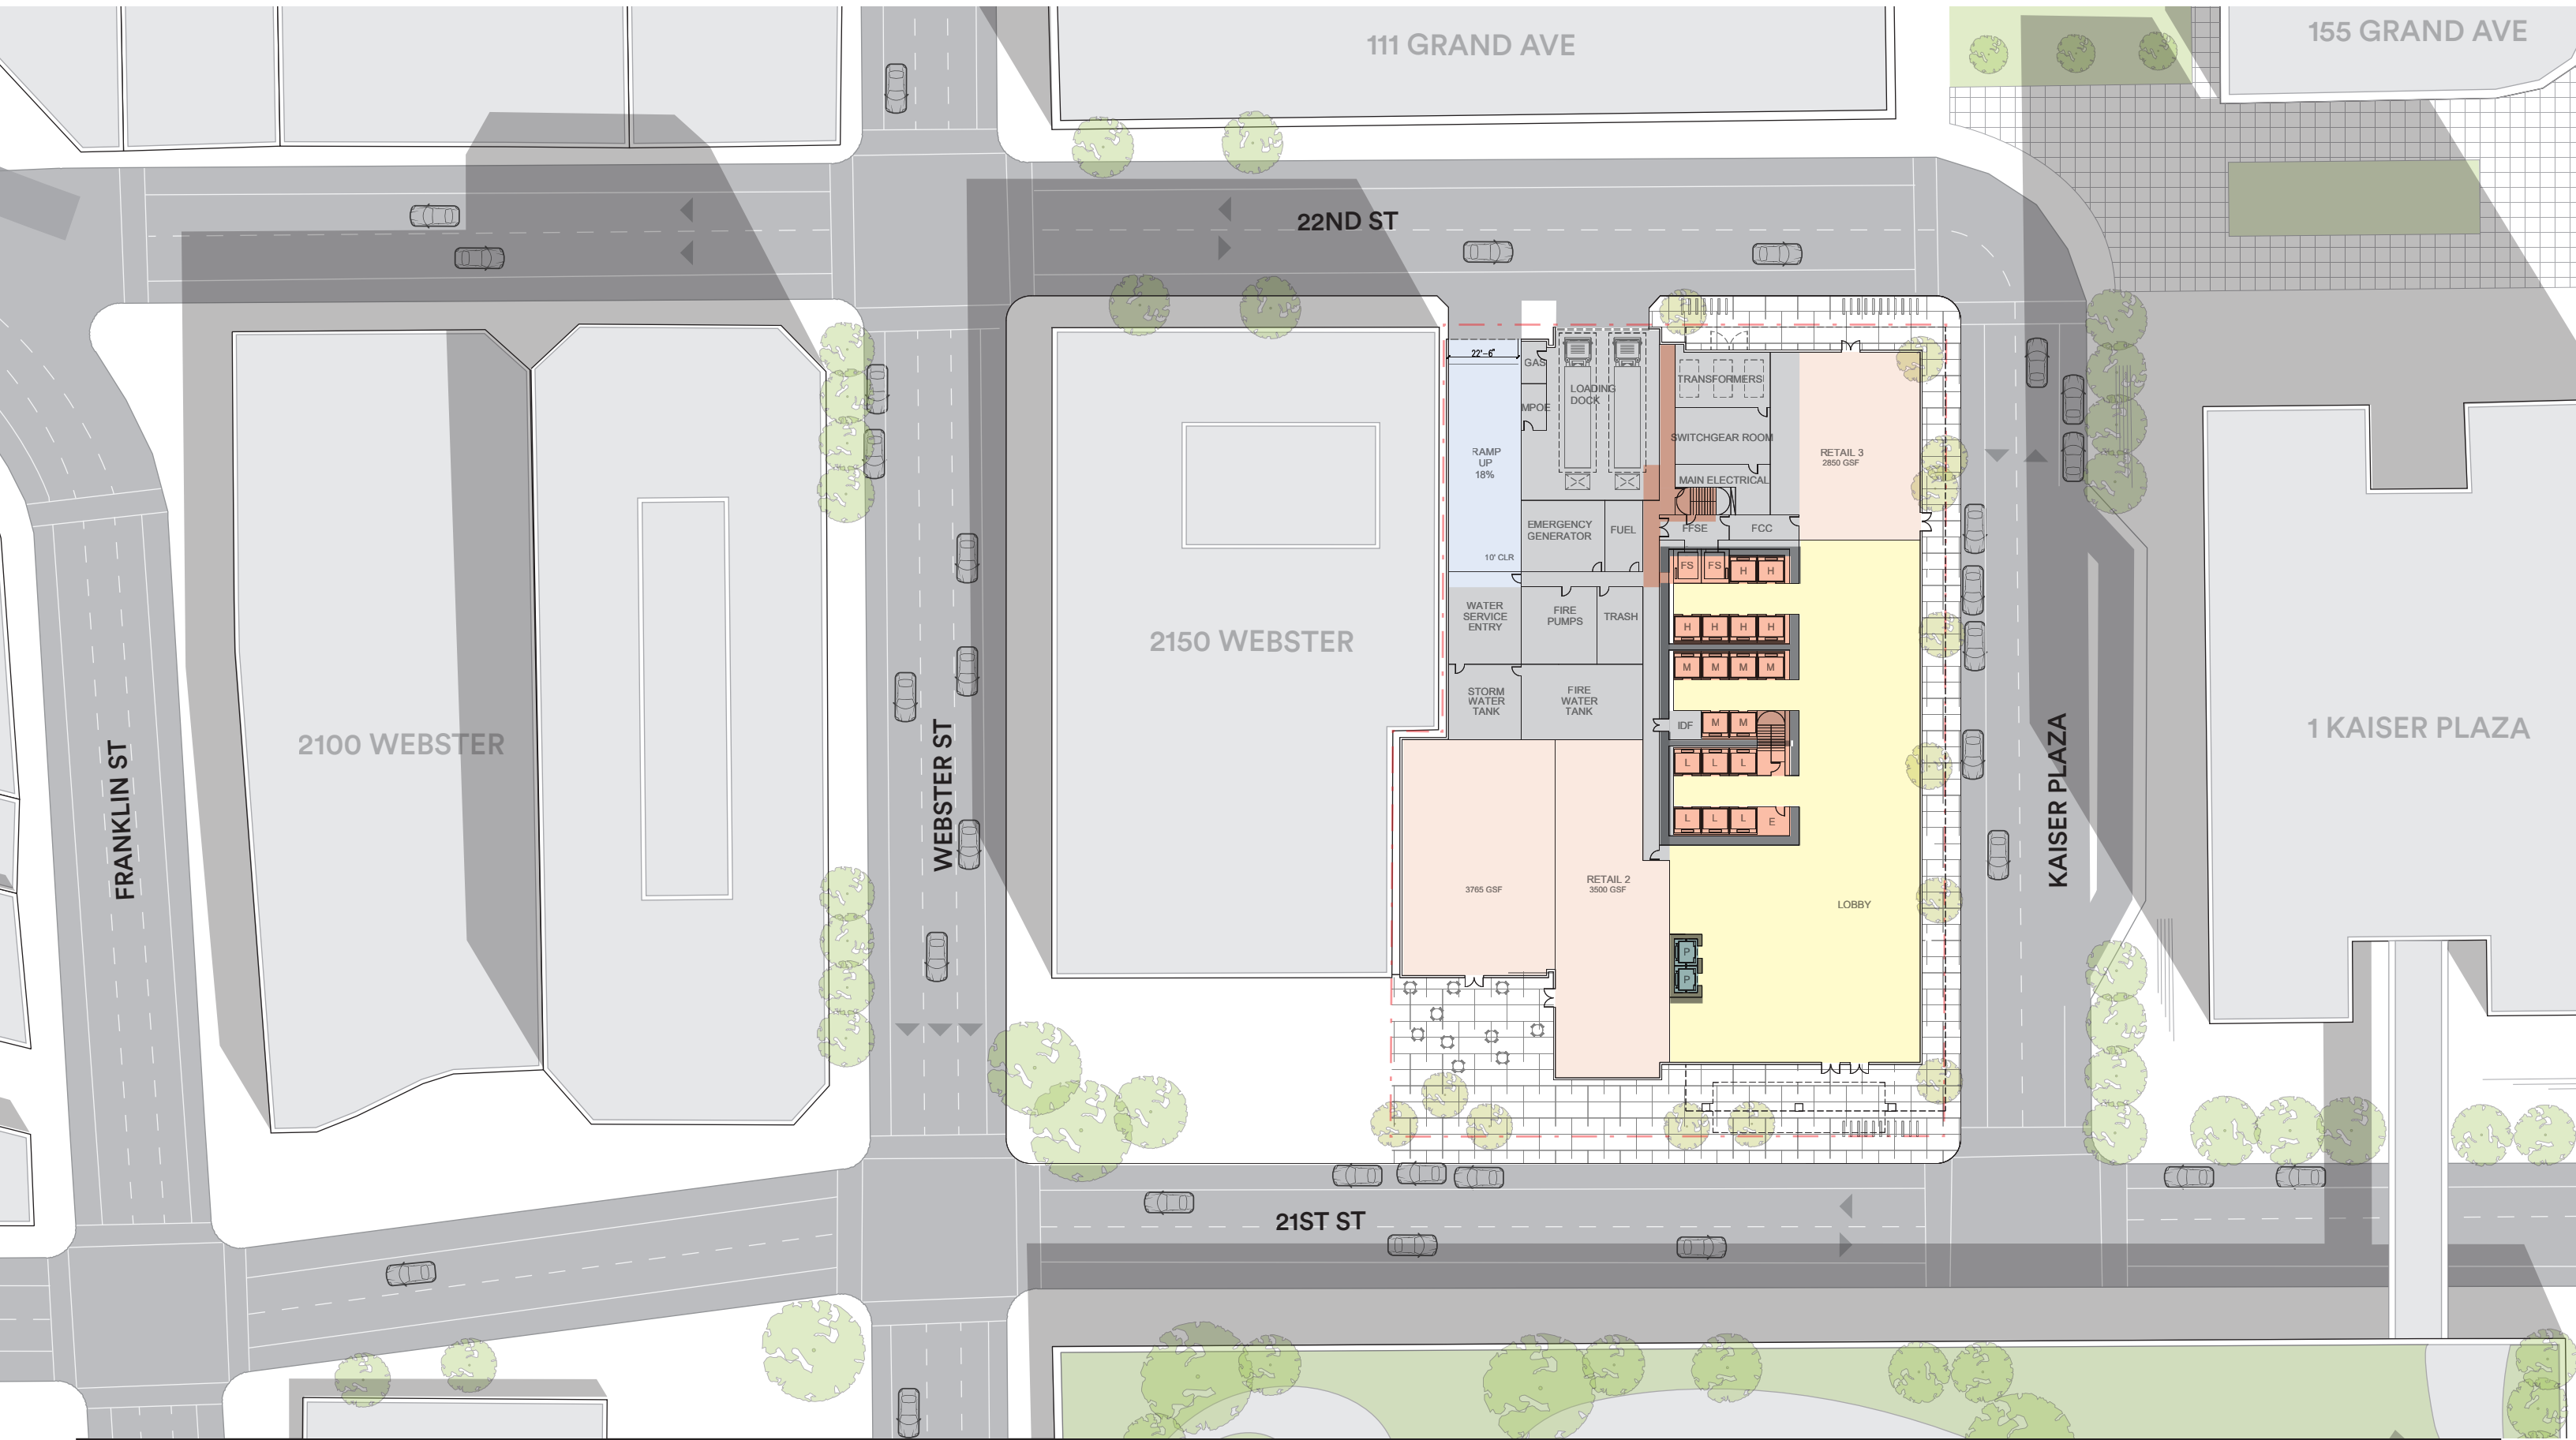 111 GRAND AVE
155 GRAND AVE
22ND ST
22'-6"
GAS
LOADING
DOCK
TRANSFORMERS
MPOE
SWITCHGEAR ROOM
RETAIL 3
2850 GSF
RAMP
UP
18%
MAIN ELECTRICAL
EMERGENCY
GENERATOR
FUEL
FFSE
FCC
10' CLR
FS FS H H
WATER
SERVICE
ENTRY
FIRE
PUMPS
TRASH
H H H H
2150 WEBSTER
M M M M
STORM
WATER
TANK
FIRE
WATER
TANK
IDF M M
2100 WEBSTER
1 KAISER PLAZA
L L L
FRANKLIN ST
WEBSTER ST
KAISER PLAZA
L L L E
3765 GSF
RETAIL 2
3500 GSF
LOBBY
P
P
21ST ST